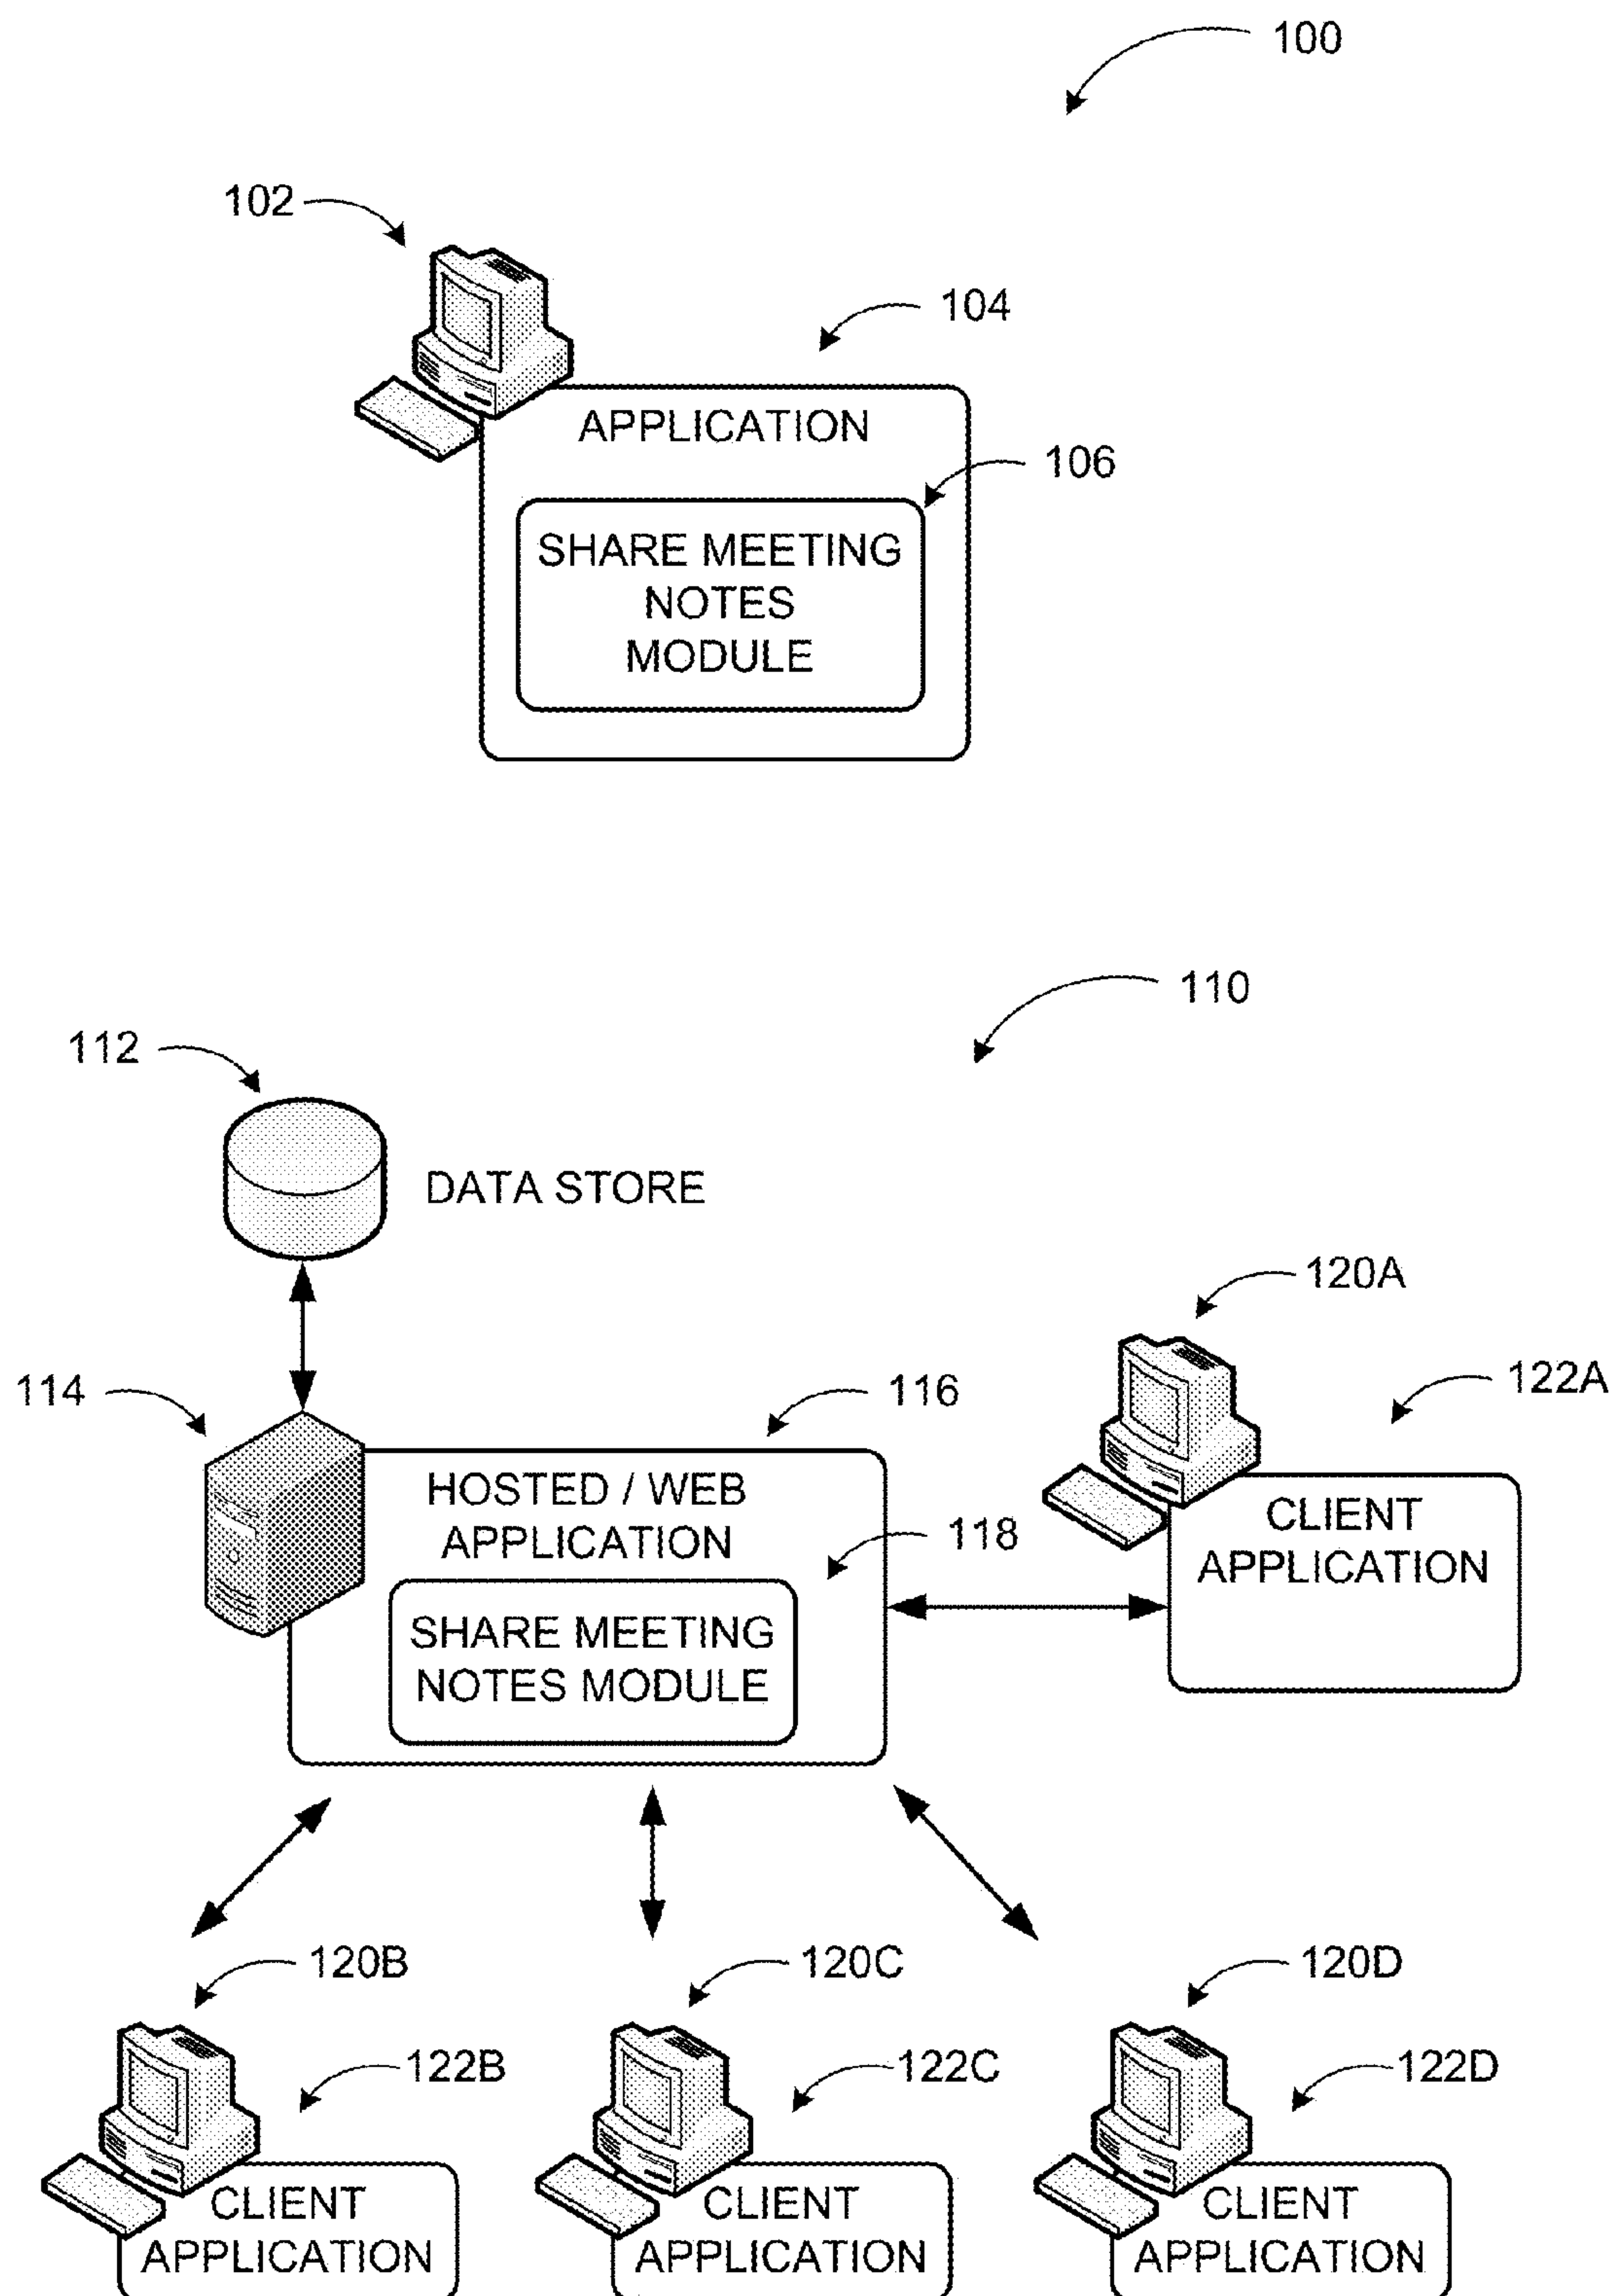 100
102
104
APPLICATION
106
SHARE MEETING
NOTES
MODULE
110
112
DATA STORE
120A
114
116
122A
HOSTED / WEB
APPLICATION
118
CLIENT
APPLICATION
SHARE MEETING
NOTES MODULE
120B
120C
120D
122B
122C
122D
CLIENT
APPLICATION
CLIENT
APPLICATION
CLIENT
APPLICATION